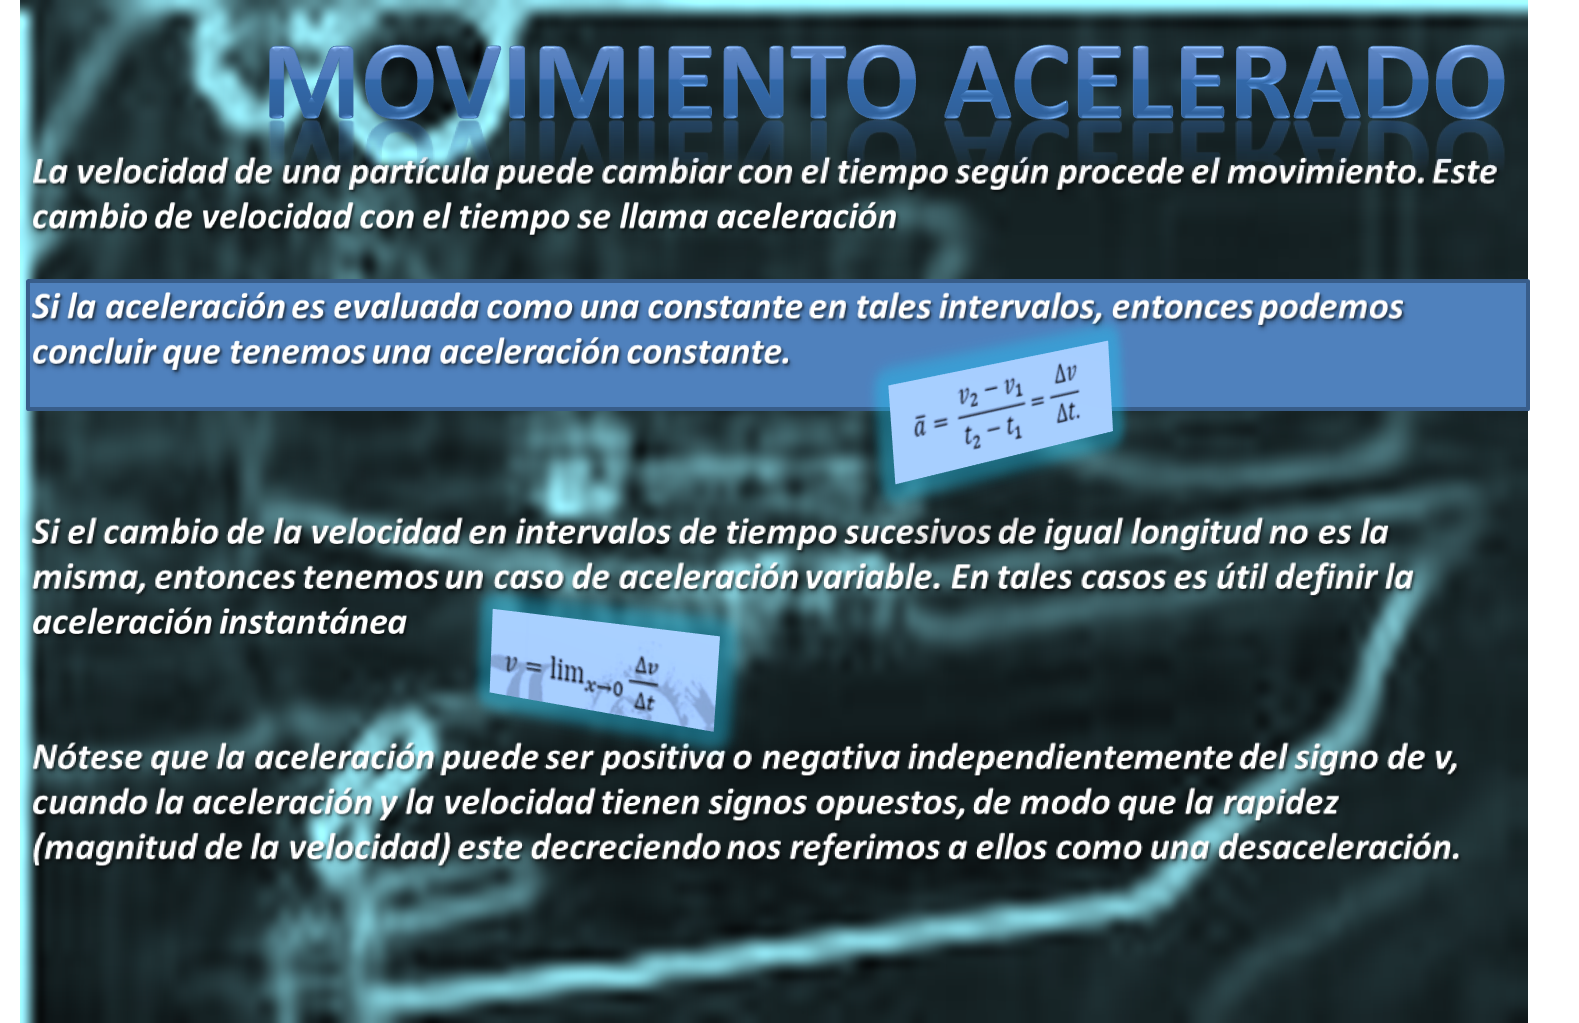 MOVIMIENTO ACELERADO
La velocidad de una partícula puede cambiar con el tiempo según procede el movimiento. Este
cambio de velocidad con el tiempo se llama aceleración
Si la aceleración es evaluada como una constante en tales intervalos, entonces podemos
concluir que tenemos una aceleración constante.
ā = (v₂ − v₁)/(t₂ − t₁) = Δv/Δt.
Si el cambio de la velocidad en intervalos de tiempo sucesivos de igual longitud no es la
misma, entonces tenemos un caso de aceleración variable. En tales casos es útil definir la
aceleración instantánea
v = lim x→0 Δv/Δt
Nótese que la aceleración puede ser positiva o negativa independientemente del signo de v,
cuando la aceleración y la velocidad tienen signos opuestos, de modo que la rapidez
(magnitud de la velocidad) este decreciendo nos referimos a ellos como una desaceleración.